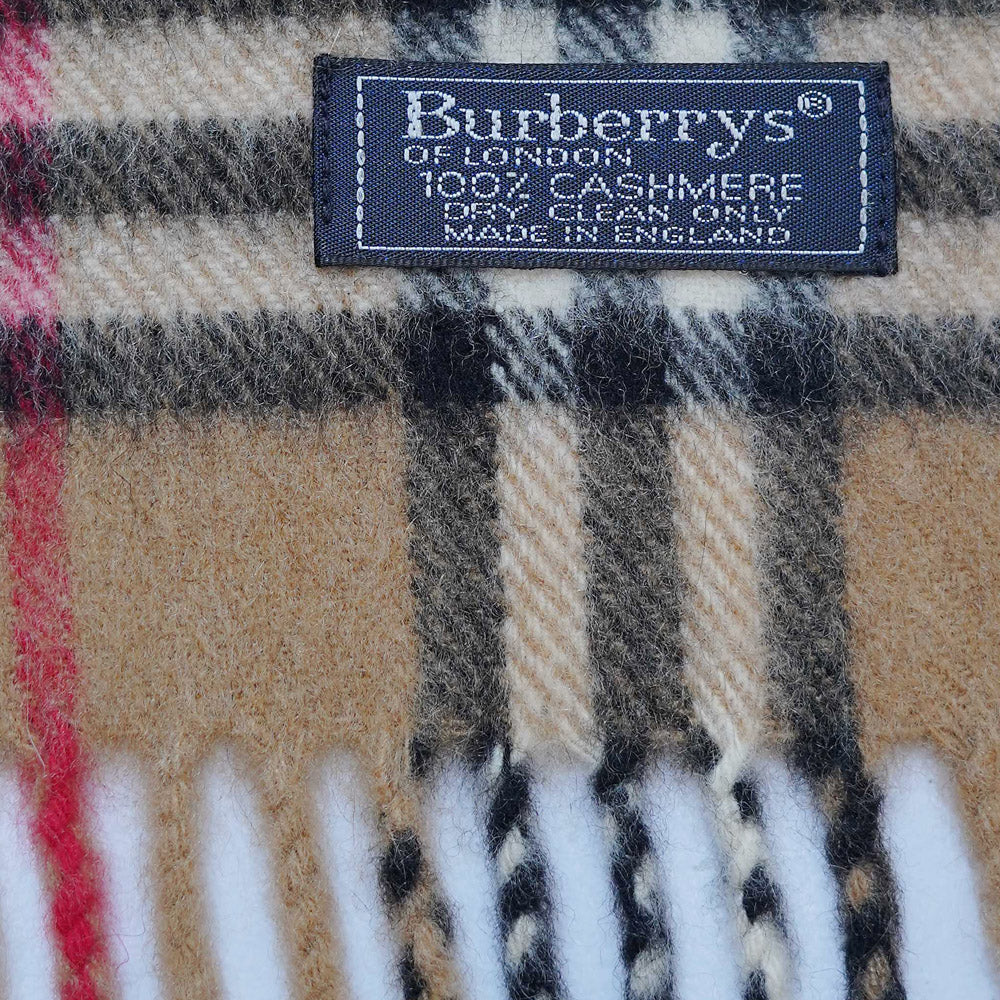 Burberrys®
OF LONDON
100% CASHMERE
DRY CLEAN ONLY
MADE IN ENGLAND